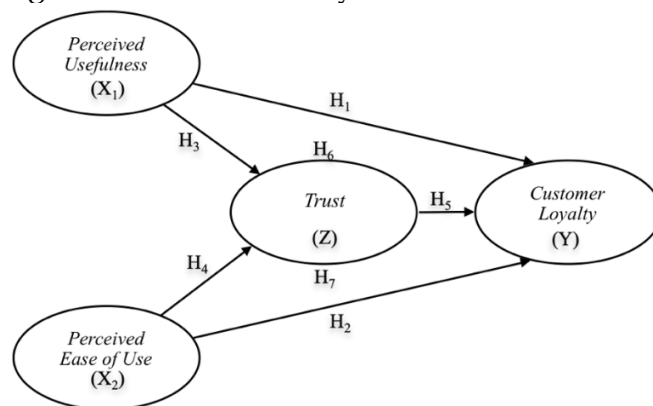 Perceived
Usefulness
(X₁)
H₁
H₃
H₆
Trust
(Z)
H₅
Customer
Loyalty
(Y)
H₄
H₇
H₂
Perceived
Ease of Use
(X₂)